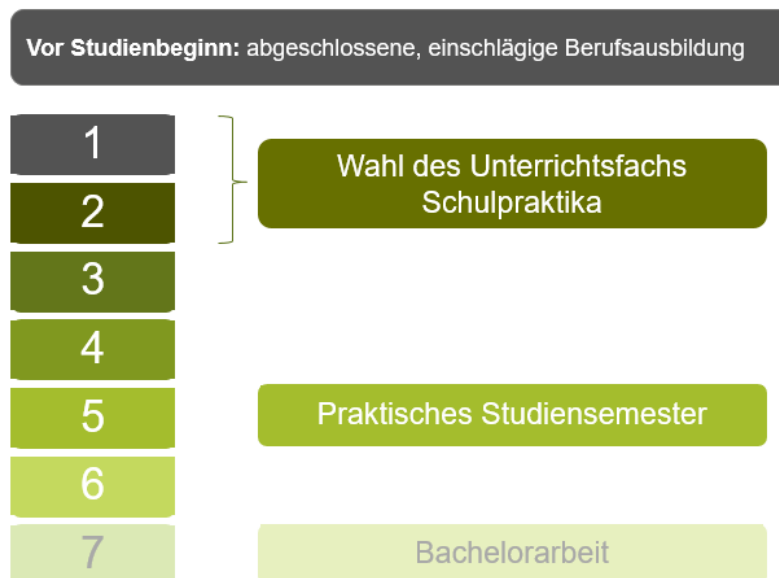 Vor Studienbeginn: abgeschlossene, einschlägige Berufsausbildung
1
Wahl des Unterrichtsfachs
Schulpraktika
2
3
4
5
Praktisches Studiensemester
6
7
Bachelorarbeit